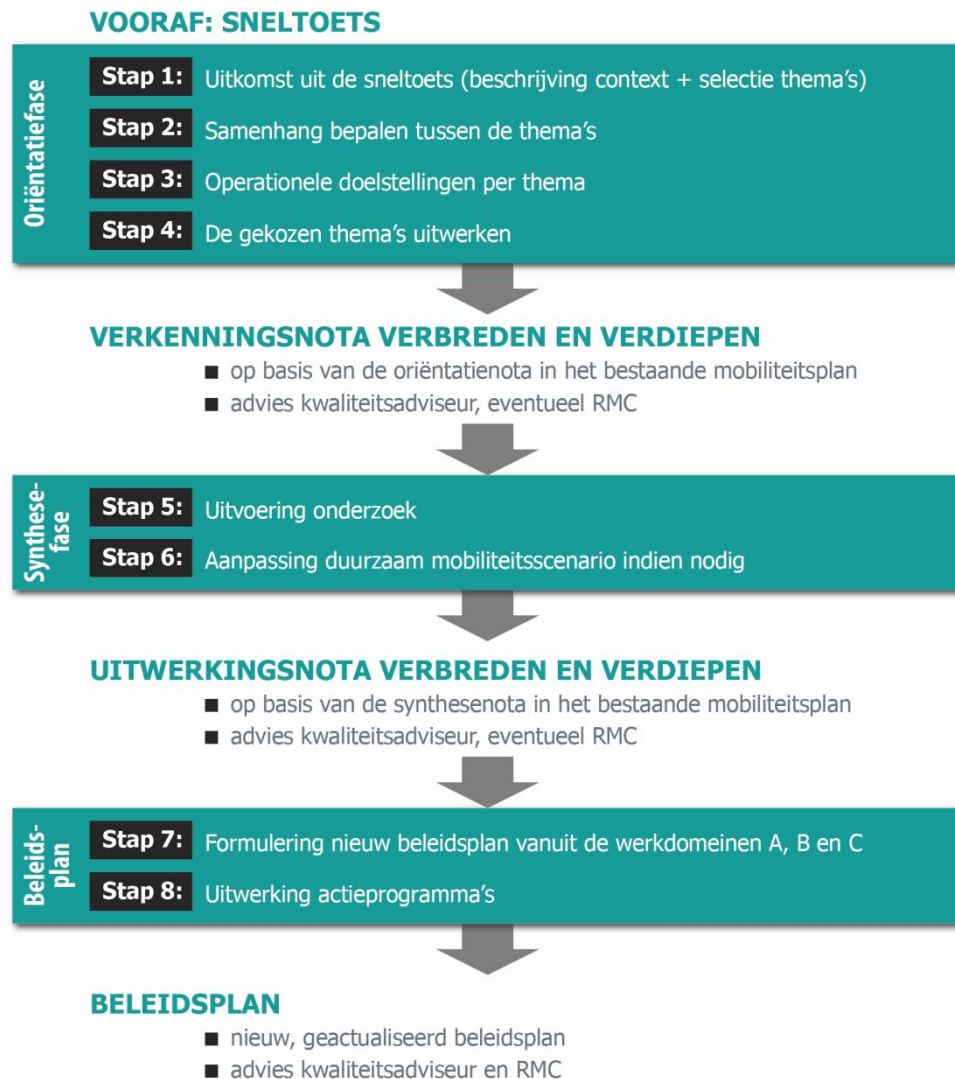 VOORAF: SNELTOETS
Oriëntatiefase
Stap 1: Uitkomst uit de sneltoets (beschrijving context + selectie thema’s)
Stap 2: Samenhang bepalen tussen de thema’s
Stap 3: Operationele doelstellingen per thema
Stap 4: De gekozen thema’s uitwerken
VERKENNINGSNOTA VERBREDEN EN VERDIEPEN
■ op basis van de oriëntatienota in het bestaande mobiliteitsplan
■ advies kwaliteitsadviseur, eventueel RMC
Synthese-
fase
Stap 5: Uitvoering onderzoek
Stap 6: Aanpassing duurzaam mobiliteitsscenario indien nodig
UITWERKINGSNOTA VERBREDEN EN VERDIEPEN
■ op basis van de synthesenota in het bestaande mobiliteitsplan
■ advies kwaliteitsadviseur, eventueel RMC
Beleids-
plan
Stap 7: Formulering nieuw beleidsplan vanuit de werkdomeinen A, B en C
Stap 8: Uitwerking actieprogramma’s
BELEIDSPLAN
■ nieuw, geactualiseerd beleidsplan
■ advies kwaliteitsadviseur en RMC